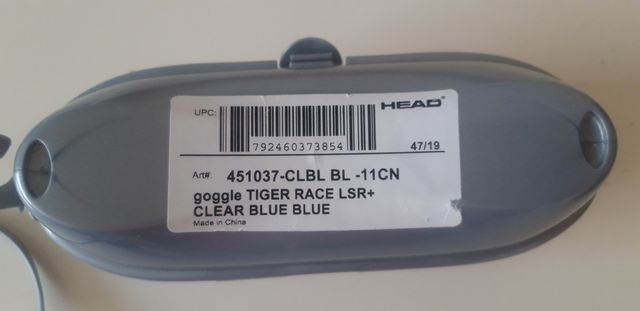 UPC: HEAD
792460373854 47/19
Art#: 451037-CLBL BL -11CN
goggle TIGER RACE LSR+
CLEAR BLUE BLUE
Made in China